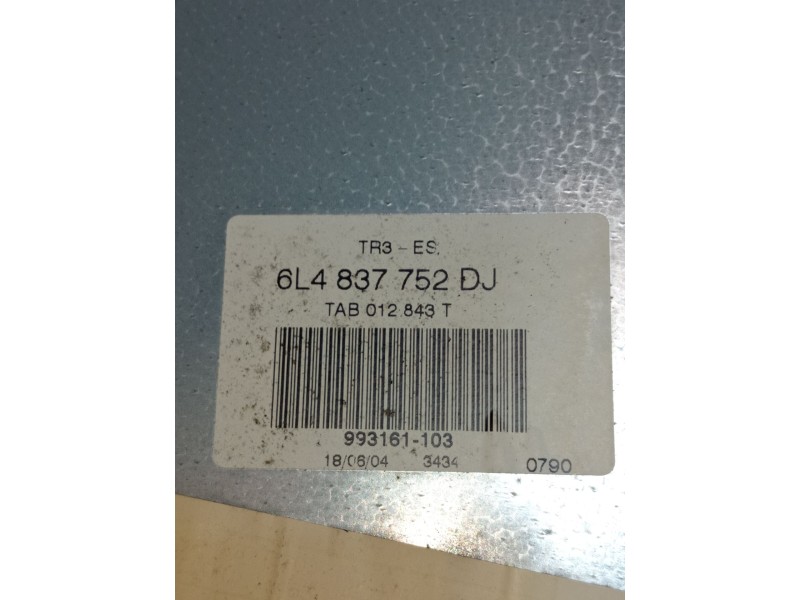 TR3 - ES.
6L4 837 752 DJ
TAB 012 843 T
993161-103
18/06/04 3434 0790